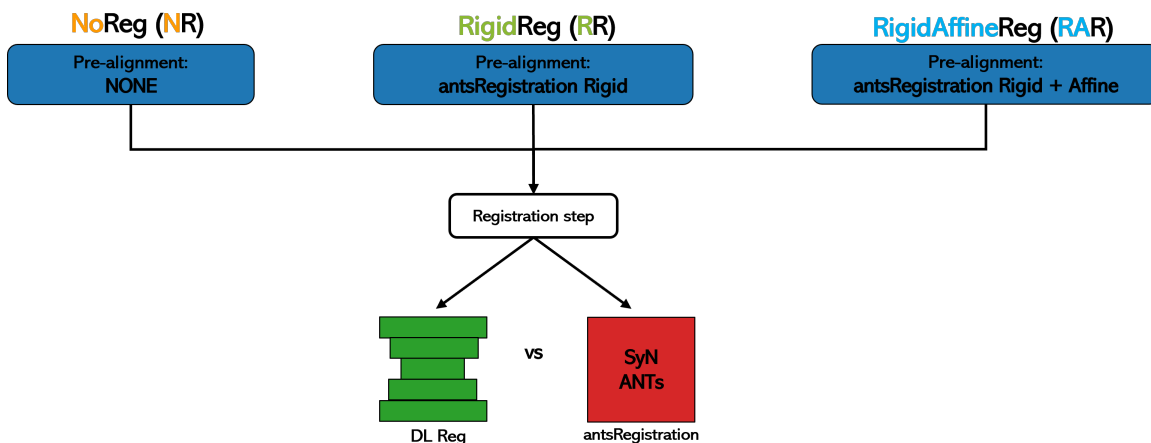 NoReg (NR)
Pre-alignment:
NONE
RigidReg (RR)
Pre-alignment:
antsRegistration Rigid
RigidAffineReg (RAR)
Pre-alignment:
antsRegistration Rigid + Affine
Registration step
DL Reg
vs
SyN
ANTs
antsRegistration